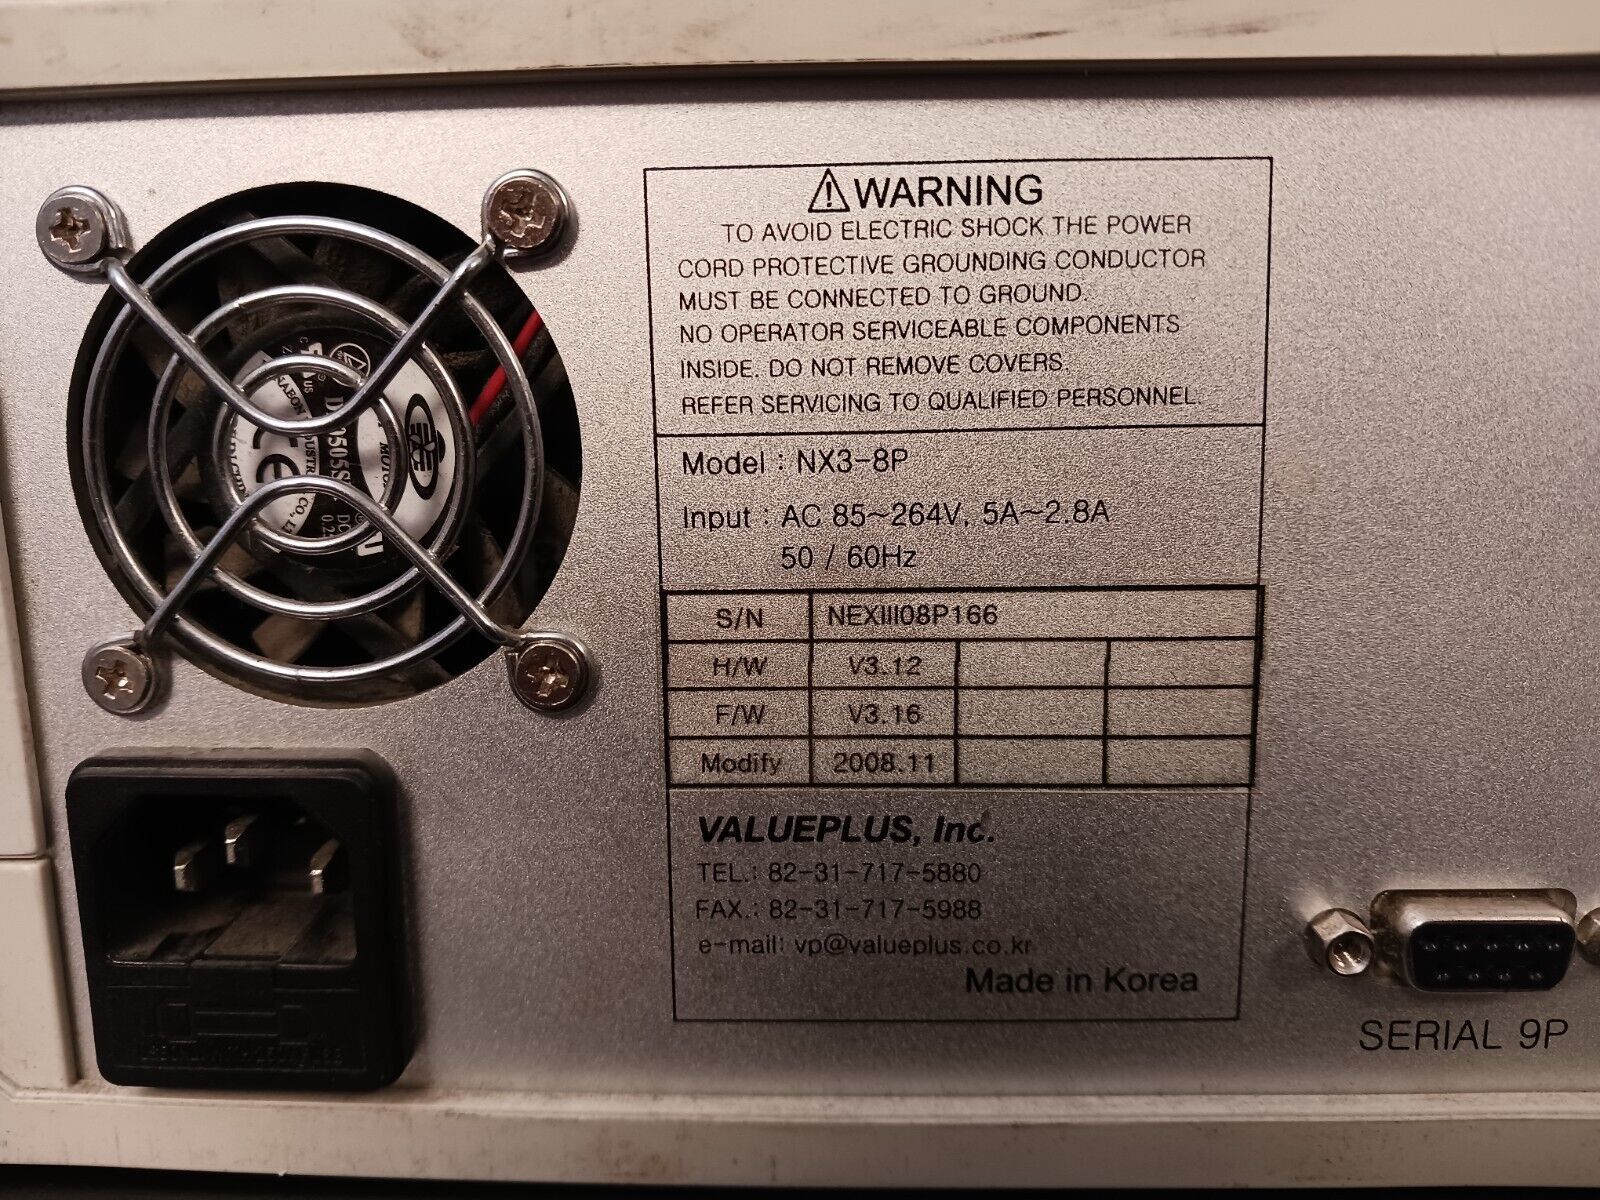 WARNING
TO AVOID ELECTRIC SHOCK THE POWER
CORD PROTECTIVE GROUNDING CONDUCTOR
MUST BE CONNECTED TO GROUND.
NO OPERATOR SERVICEABLE COMPONENTS
INSIDE. DO NOT REMOVE COVERS.
REFER SERVICING TO QUALIFIED PERSONNEL.
Model : NX3-8P
Input : AC 85~264V, 5A~2.8A
50 / 60Hz
S/N NEXIII08P166
H/W V3.12
F/W V3.16
Modify 2008.11
VALUEPLUS, Inc.
TEL.: 82-31-717-5880
FAX.: 82-31-717-5988
e-mail: vp@valueplus.co.kr
Made in Korea
SERIAL 9P